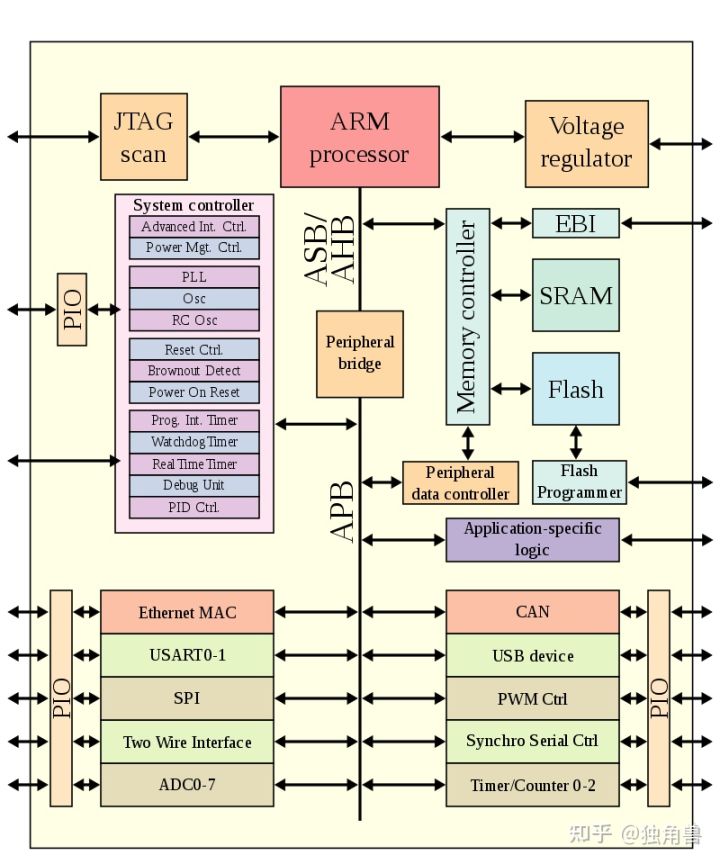 JTAG
scan
ARM
processor
Voltage
regulator
System controller
Advanced Int. Ctrl.
Power Mgt. Ctrl.
PLL
Osc
RC Osc
Reset Ctrl.
Brownout Detect
Power On Reset
Prog. Int. Timer
Watchdog Timer
Real Time Timer
Debug Unit
PID Ctrl.
PIO
ASB/
AHB
Peripheral
bridge
APB
Memory controller
EBI
SRAM
Flash
Peripheral
data controller
Flash
Programmer
Application-specific
logic
PIO
Ethernet MAC
USART0-1
SPI
Two Wire Interface
ADC0-7
CAN
USB device
PWM Ctrl
Synchro Serial Ctrl
Timer/Counter 0-2
PIO
知乎 @独角兽